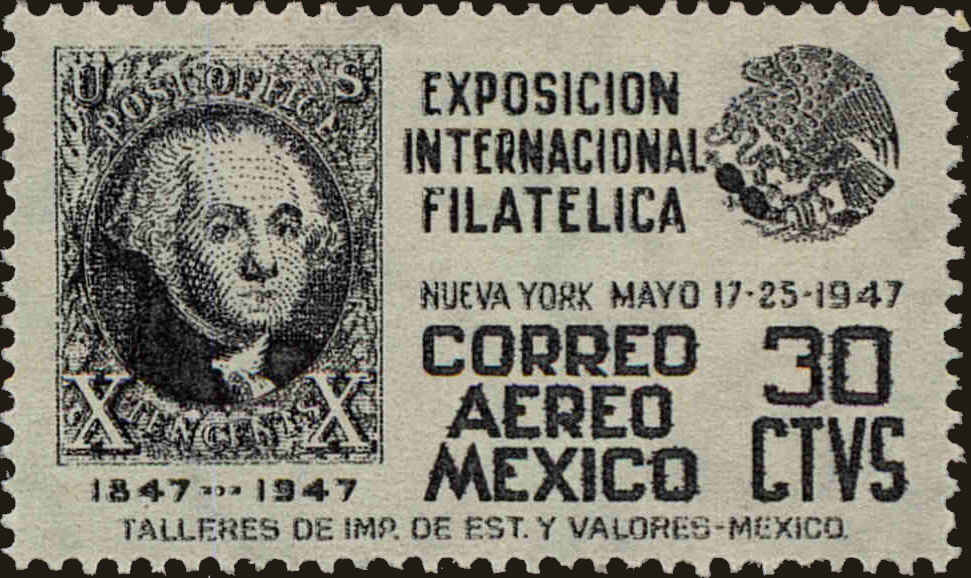 U S
POST OFFICE
X X
TEN CENTS
1847 1947
EXPOSICION
INTERNACIONAL
FILATELICA
NUEVA YORK MAYO 17-25-1947
CORREO
AEREO
MEXICO
30
CTVS
TALLERES DE IMP. DE EST. Y VALORES-MEXICO.